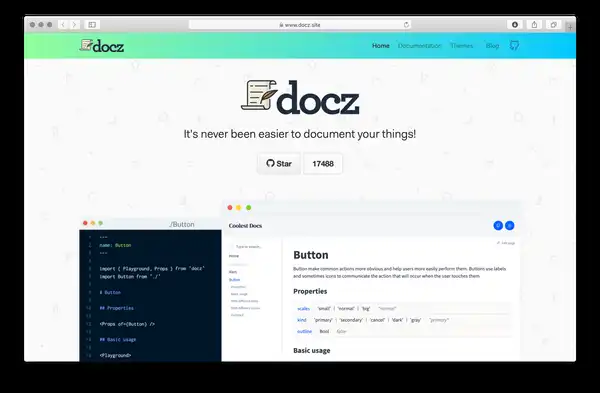 www.docz.site
docz
Home Documentation Themes Blog
docz
It's never been easier to document your things!
Star 17488
./Button
---
name: Button
---
import { Playground, Props } from 'docz'
import Button from './'
# Button
## Properties
<Props of={Button} />
## Basic usage
<Playground>
Coolest Docs
Home
Button
Edit page
Button
Button make common actions more obvious and help users more easily perform them. Buttons use labels
and sometimes icons to communicate the action that will occur when the user touches them.
Properties
scales 'small' | 'normal' | 'big' 'normal'
kind 'primary' | 'secondary' | 'cancel' | 'dark' | 'gray' 'primary'
outline Bool false
Basic usage